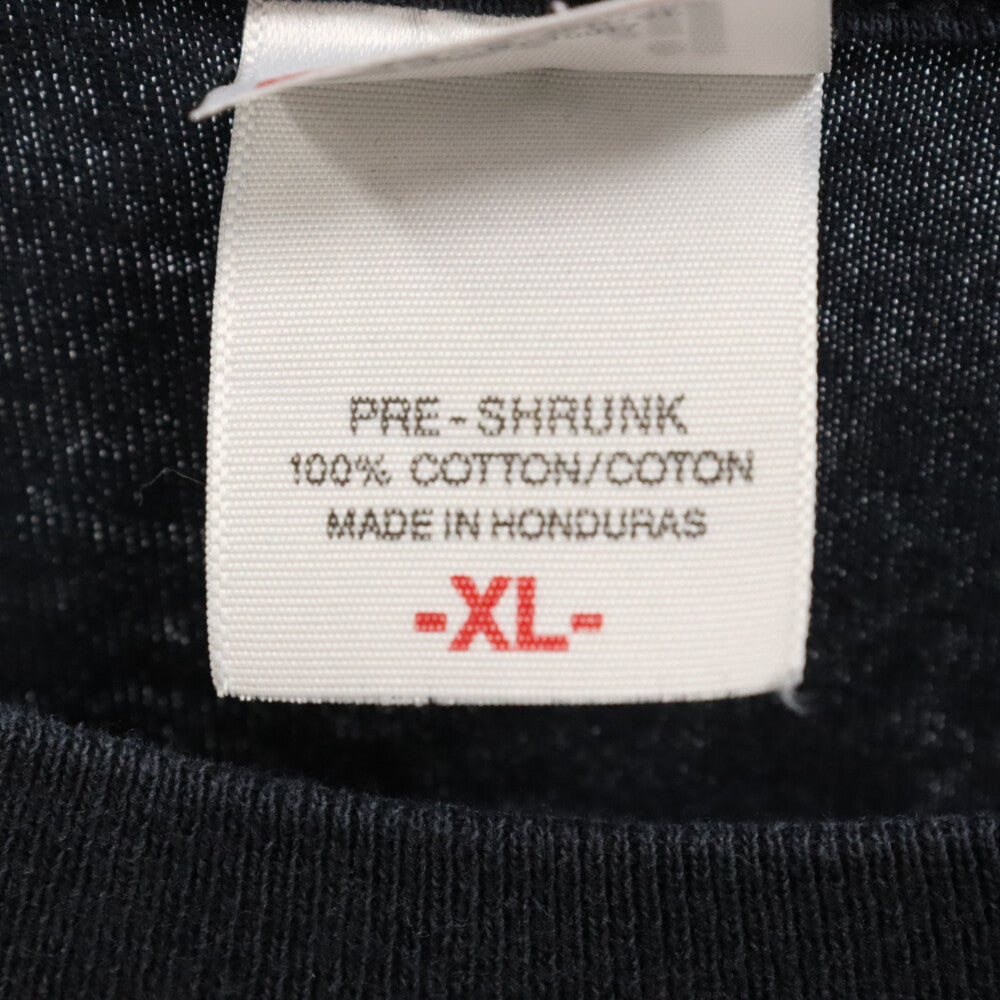 PRE-SHRUNK
100% COTTON/COTON
MADE IN HONDURAS
-XL-